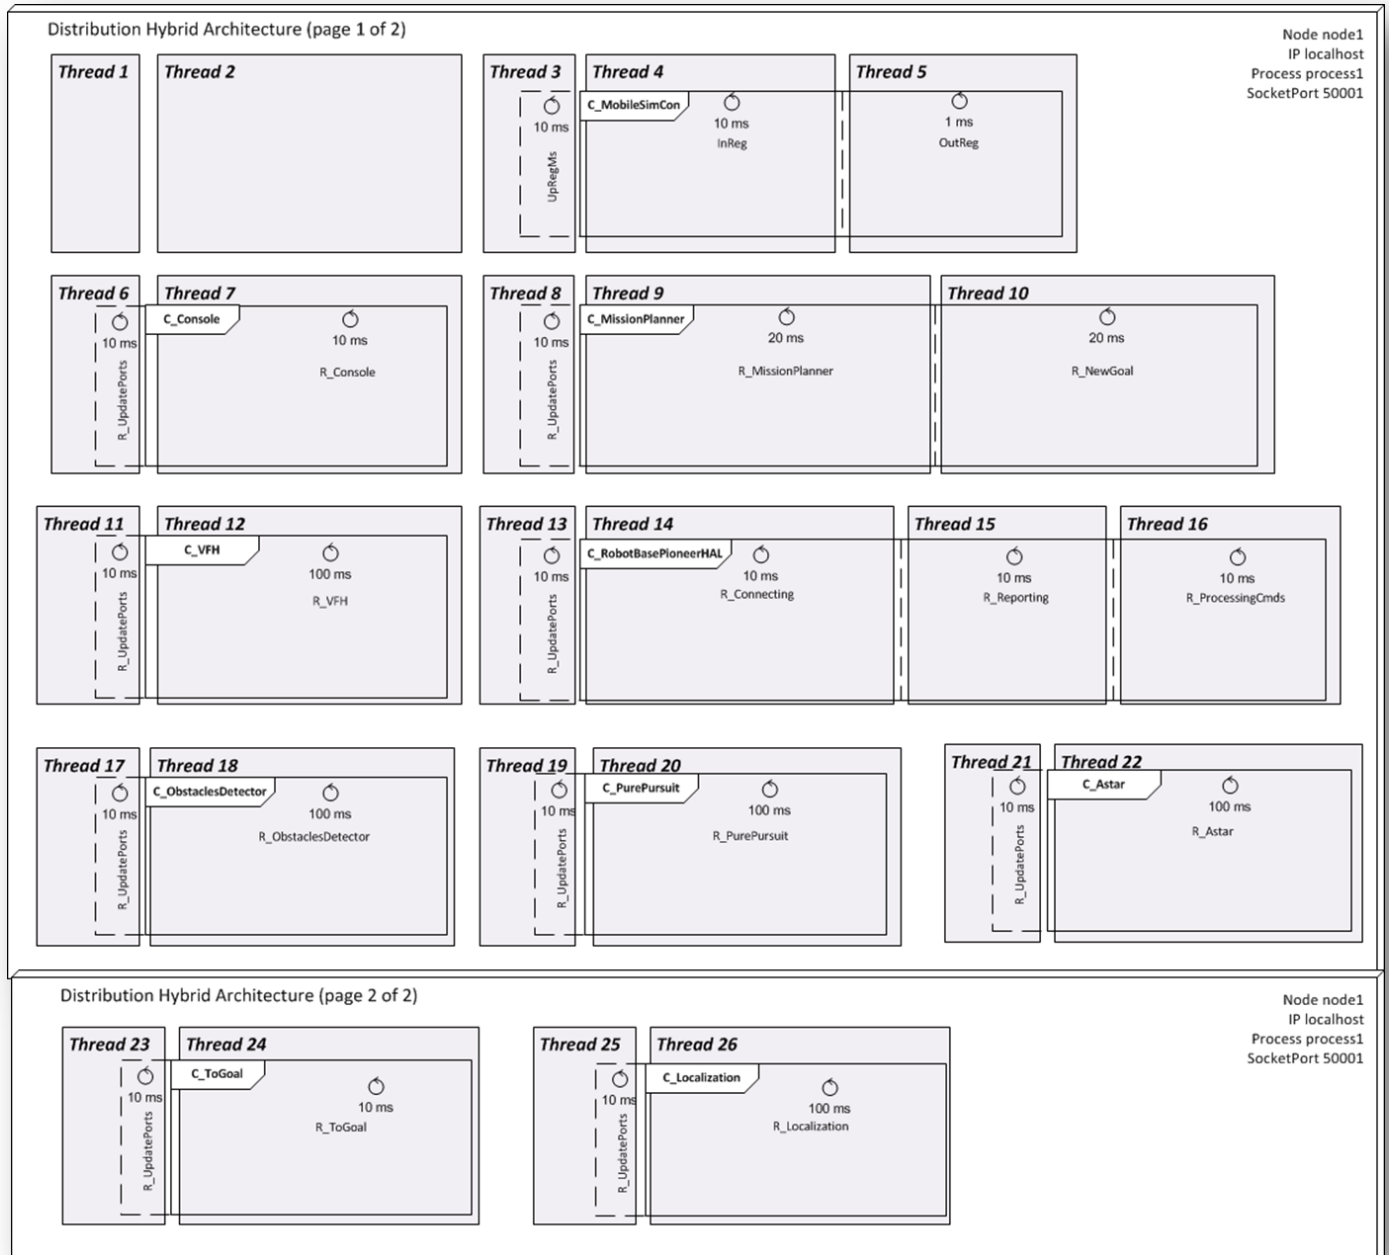 Distribution Hybrid Architecture (page 1 of 2)
Node node1
IP localhost
Process process1
SocketPort 50001
Thread 1
Thread 2
Thread 3
10 ms
UpRegMs
Thread 4
C_MobileSimCon
10 ms
InReg
Thread 5
1 ms
OutReg
Thread 6
10 ms
R_UpdatePorts
Thread 7
C_Console
10 ms
R_Console
Thread 8
10 ms
R_UpdatePorts
Thread 9
C_MissionPlanner
20 ms
R_MissionPlanner
Thread 10
20 ms
R_NewGoal
Thread 11
10 ms
R_UpdatePorts
Thread 12
C_VFH
100 ms
R_VFH
Thread 13
10 ms
R_UpdatePorts
Thread 14
C_RobotBasePioneerHAL
10 ms
R_Connecting
Thread 15
10 ms
R_Reporting
Thread 16
10 ms
R_ProcessingCmds
Thread 17
10 ms
R_UpdatePorts
Thread 18
C_ObstaclesDetector
100 ms
R_ObstaclesDetector
Thread 19
10 ms
R_UpdatePorts
Thread 20
C_PurePursuit
100 ms
R_PurePursuit
Thread 21
10 ms
R_UpdatePorts
Thread 22
C_Astar
100 ms
R_Astar
Distribution Hybrid Architecture (page 2 of 2)
Node node1
IP localhost
Process process1
SocketPort 50001
Thread 23
10 ms
R_UpdatePorts
Thread 24
C_ToGoal
10 ms
R_ToGoal
Thread 25
10 ms
R_UpdatePorts
Thread 26
C_Localization
100 ms
R_Localization